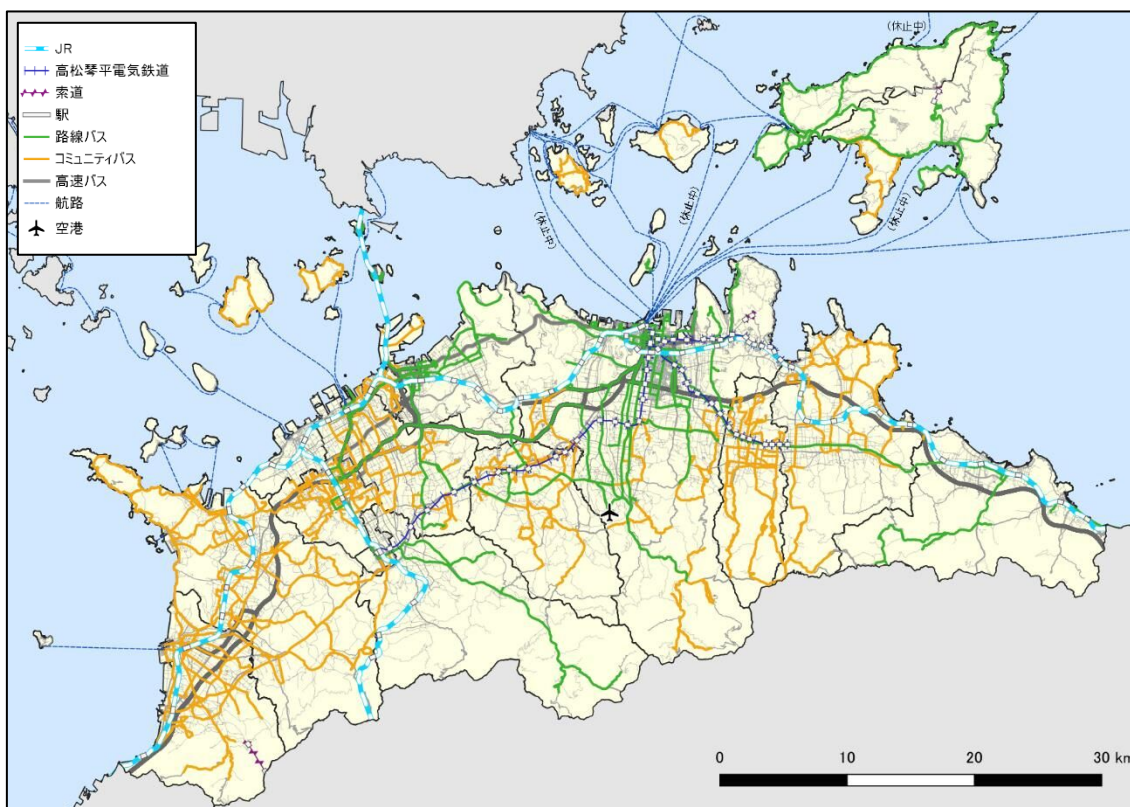 JR
高松琴平電気鉄道
索道
駅
路線バス
コミュニティバス
高速バス
航路
空港
(休止中)
(休止中)
(休止中)
(休止中)
0 10 20 30 km